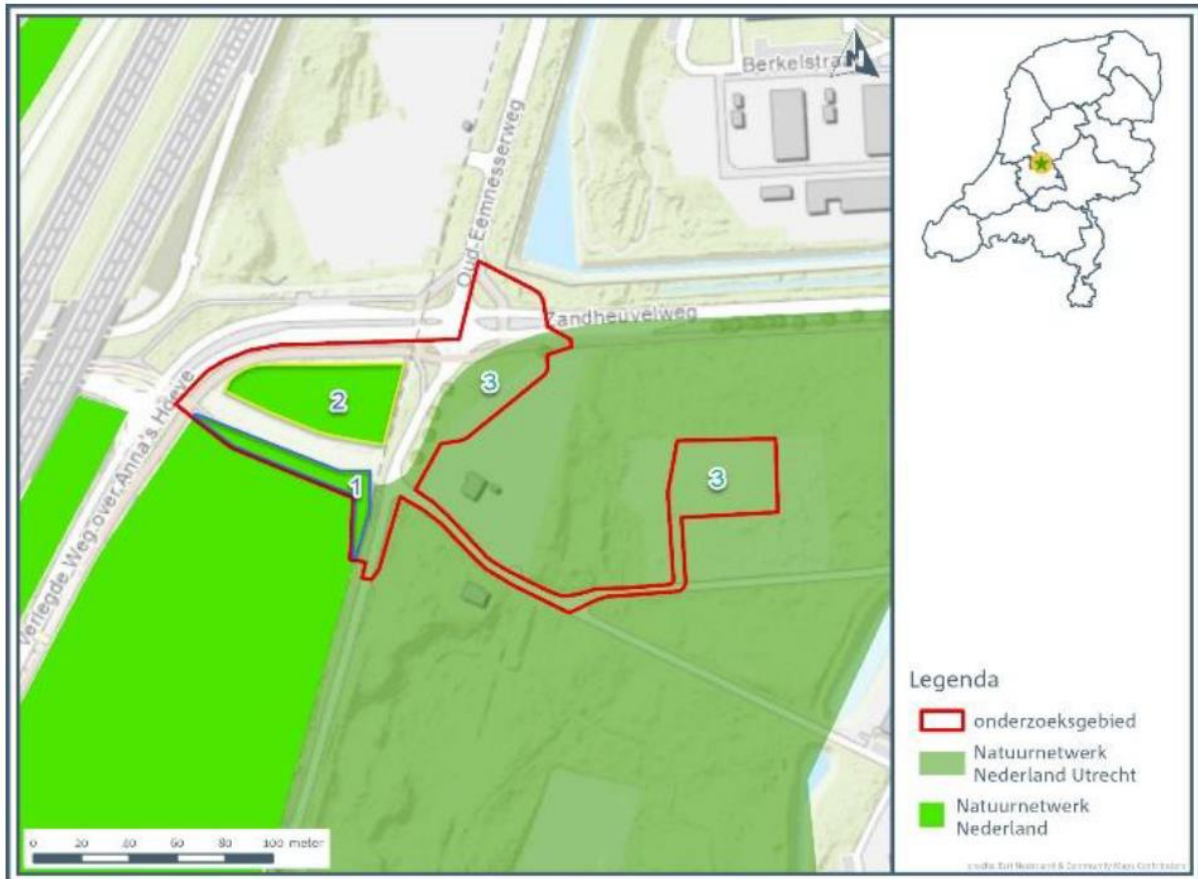 Berkelstraa
N
Oud-Eemnesserweg
Zandheuvelweg
3
2
Verlegde Weg over Anna's Hoeve
1
3
Legenda
onderzoeksgebied
Natuurnetwerk
Nederland Utrecht
Natuurnetwerk
Nederland
0 20 40 60 80 100 meter